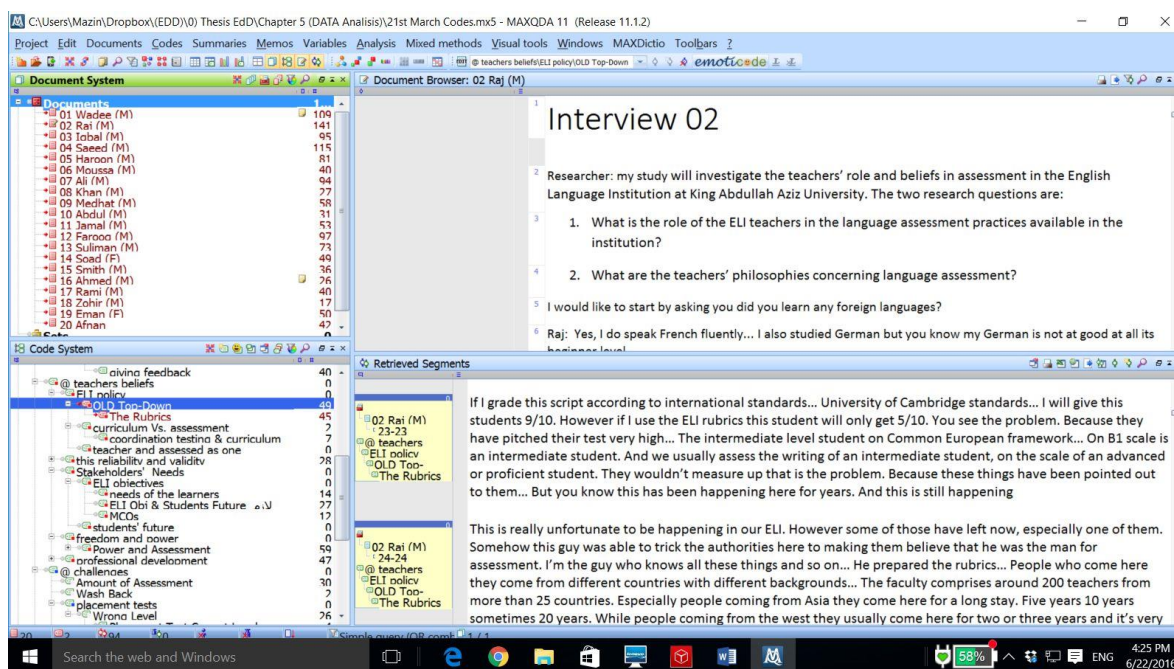 C:\Users\Mazin\Dropbox\(EDD)\0) Thesis EdD\Chapter 5 (DATA Analisis)\21st March Codes.mx5 - MAXQDA 11 (Release 11.1.2)
Project Edit Documents Codes Summaries Memos Variables Analysis Mixed methods Visual tools Windows MAXDictio Toolbars ?
@ teachers beliefs\ELI policy\OLD Top-Down
emoticode
Document System
Documents 1...
01 Wadee (M) 109
02 Raj (M) 141
03 Iqbal (M) 95
04 Saeed (M) 115
05 Haroon (M) 81
06 Moussa (M) 40
07 Ali (M) 94
08 Khan (M) 27
09 Medhat (M) 58
10 Abdul (M) 31
11 Jamal (M) 53
12 Farooq (M) 97
13 Suliman (M) 73
14 Soad (F) 49
15 Smith (M) 36
16 Ahmed (M) 26
17 Rami (M) 40
18 Zohir (M) 17
19 Eman (F) 50
20 Afnan 42
Sets 0
Code System
giving feedback 40
@ teachers beliefs 0
ELI policy 0
OLD Top-Down 49
The Rubrics 45
curriculum Vs. assessment 2
coordination testing & curriculum 7
teacher and assessed as one 0
this reliability and validity 28
Stakeholders' Needs 0
ELI objectives 0
needs of the learners 14
ELI Obj & Students Future لازم 27
MCQs 12
students' future 0
freedom and power 0
Power and Assessment 59
professional development 47
@ challenges 0
Amount of Assessment 30
Wash Back 2
placement tests 0
Wrong Level 26
Document Browser: 02 Raj (M)
1 Interview 02
2 Researcher: my study will investigate the teachers' role and beliefs in assessment in the English
Language Institution at King Abdullah Aziz University. The two research questions are:
3 1. What is the role of the ELI teachers in the language assessment practices available in the
institution?
4 2. What are the teachers' philosophies concerning language assessment?
5 I would like to start by asking you did you learn any foreign languages?
6 Raj: Yes, I do speak French fluently... I also studied German but you know my German is not at good at all its
beginner level
Retrieved Segments
02 Raj (M)
23-23
@ teachers
ELI policy
OLD Top-
The Rubrics
If I grade this script according to international standards... University of Cambridge standards... I will give this
students 9/10. However if I use the ELI rubrics this student will only get 5/10. You see the problem. Because they
have pitched their test very high... The intermediate level student on Common European framework... On B1 scale is
an intermediate student. And we usually assess the writing of an intermediate student, on the scale of an advanced
or proficient student. They wouldn't measure up that is the problem. Because these things have been pointed out
to them... But you know this has been happening here for years. And this is still happening
02 Raj (M)
24-24
@ teachers
ELI policy
OLD Top-
The Rubrics
This is really unfortunate to be happening in our ELI. However some of those have left now, especially one of them.
Somehow this guy was able to trick the authorities here to making them believe that he was the man for
assessment. I'm the guy who knows all these things and so on... He prepared the rubrics... People who come here
they come from different countries with different backgrounds... The faculty comprises around 200 teachers from
more than 25 countries. Especially people coming from Asia they come here for a long stay. Five years 10 years
sometimes 20 years. While people coming from the west they usually come here for two or three years and it's very
20 2 94 0
Simple query (OR comb 1 / 1
Search the web and Windows
58% ENG 4:25 PM
6/22/201